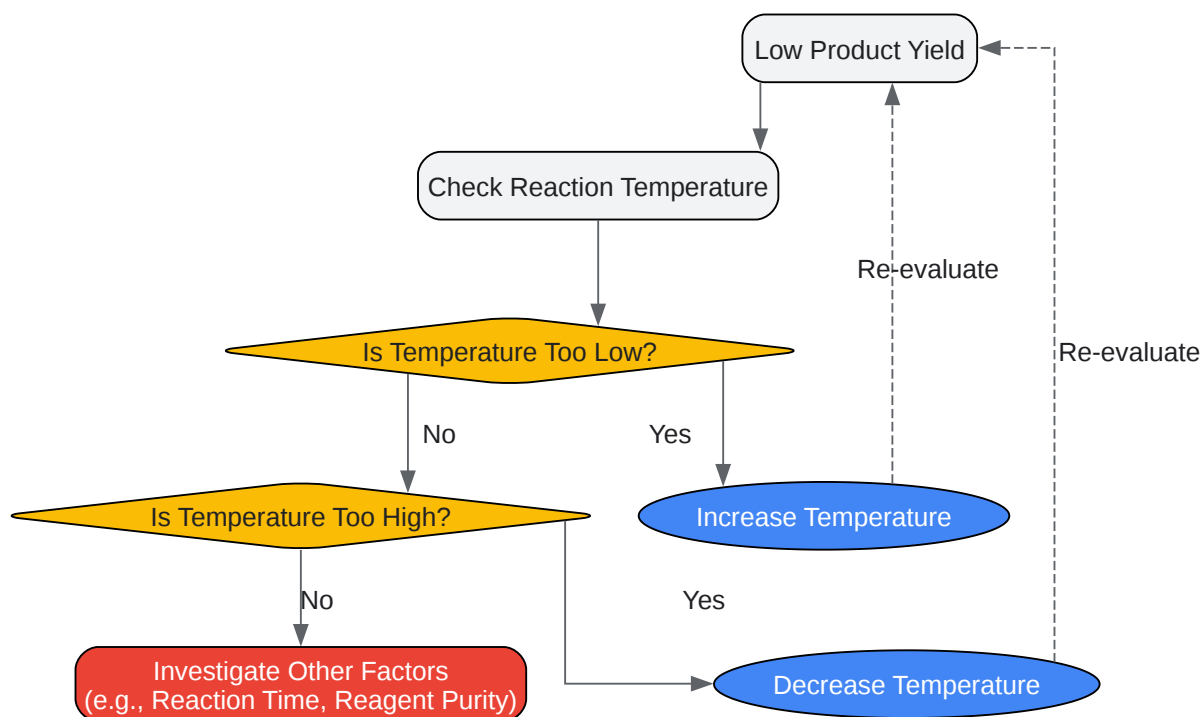 Low Product Yield
Check Reaction Temperature
Re-evaluate
Is Temperature Too Low?
Re-evaluate
No
Yes
Is Temperature Too High?
Increase Temperature
No
Yes
Investigate Other Factors
(e.g., Reaction Time, Reagent Purity)
Decrease Temperature